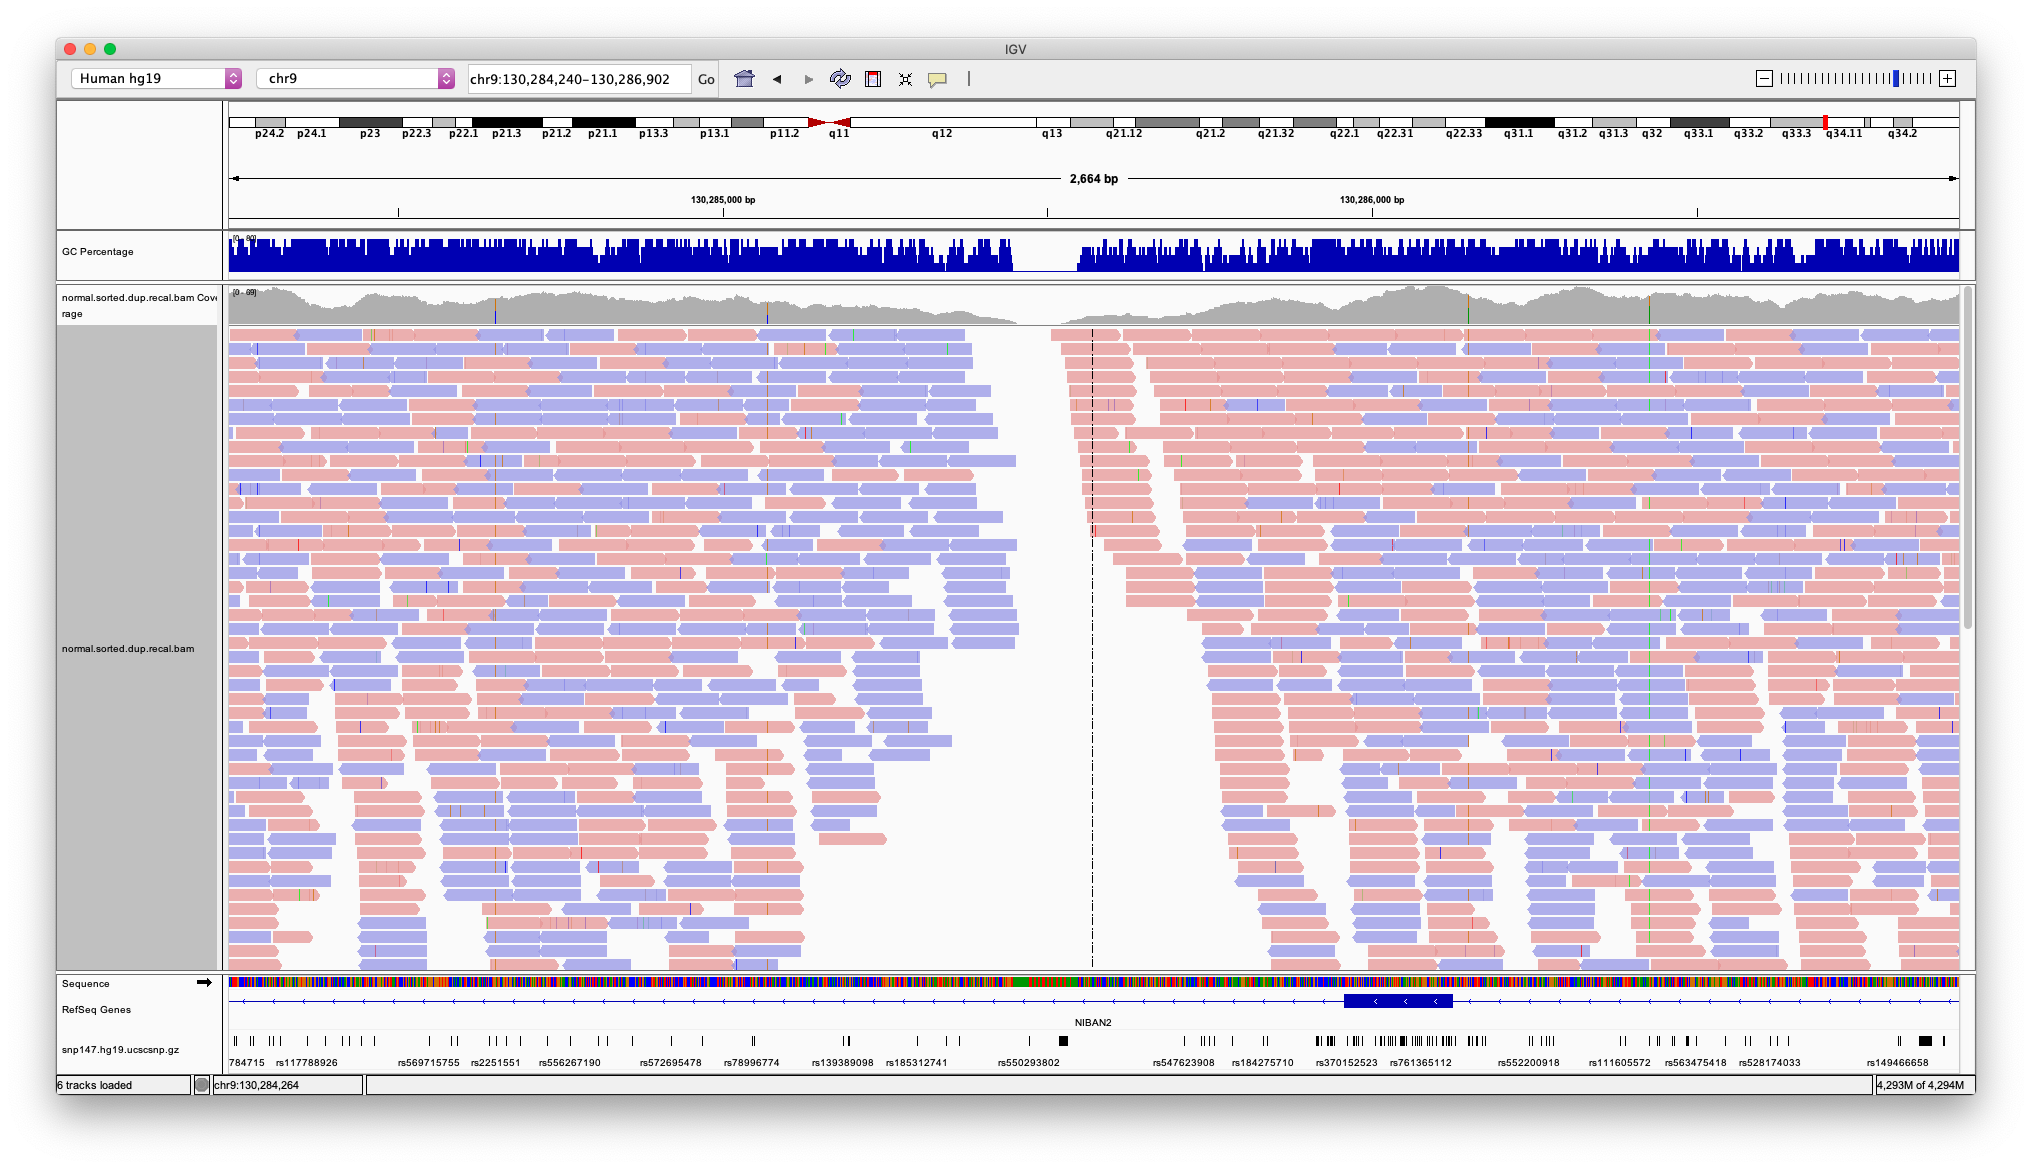 IGV
Human hg19 chr9 chr9:130,284,240-130,286,902 Go
p24.2 p24.1 p23 p22.3 p22.1 p21.3 p21.2 p21.1 p13.3 p13.1 p11.2 q11 q12 q13 q21.12 q21.2 q21.32 q22.1 q22.31 q22.33 q31.1 q31.2 q31.3 q32 q33.1 q33.2 q33.3 q34.11 q34.2
2,664 bp
130,285,000 bp 130,286,000 bp
GC Percentage
normal.sorted.dup.recal.bam Cove
rage
[0 - 69]
normal.sorted.dup.recal.bam
Sequence
RefSeq Genes
NIBAN2
snp147.hg19.ucscsnp.gz
784715 rs117788926 rs569715755 rs2251551 rs556267190 rs572695478 rs78996774 rs139389098 rs185312741 rs550293802 rs547623908 rs184275710 rs370152523 rs761365112 rs552200918 rs111605572 rs563475418 rs528174033 rs149466658
6 tracks loaded chr9:130,284,264 4,293M of 4,294M